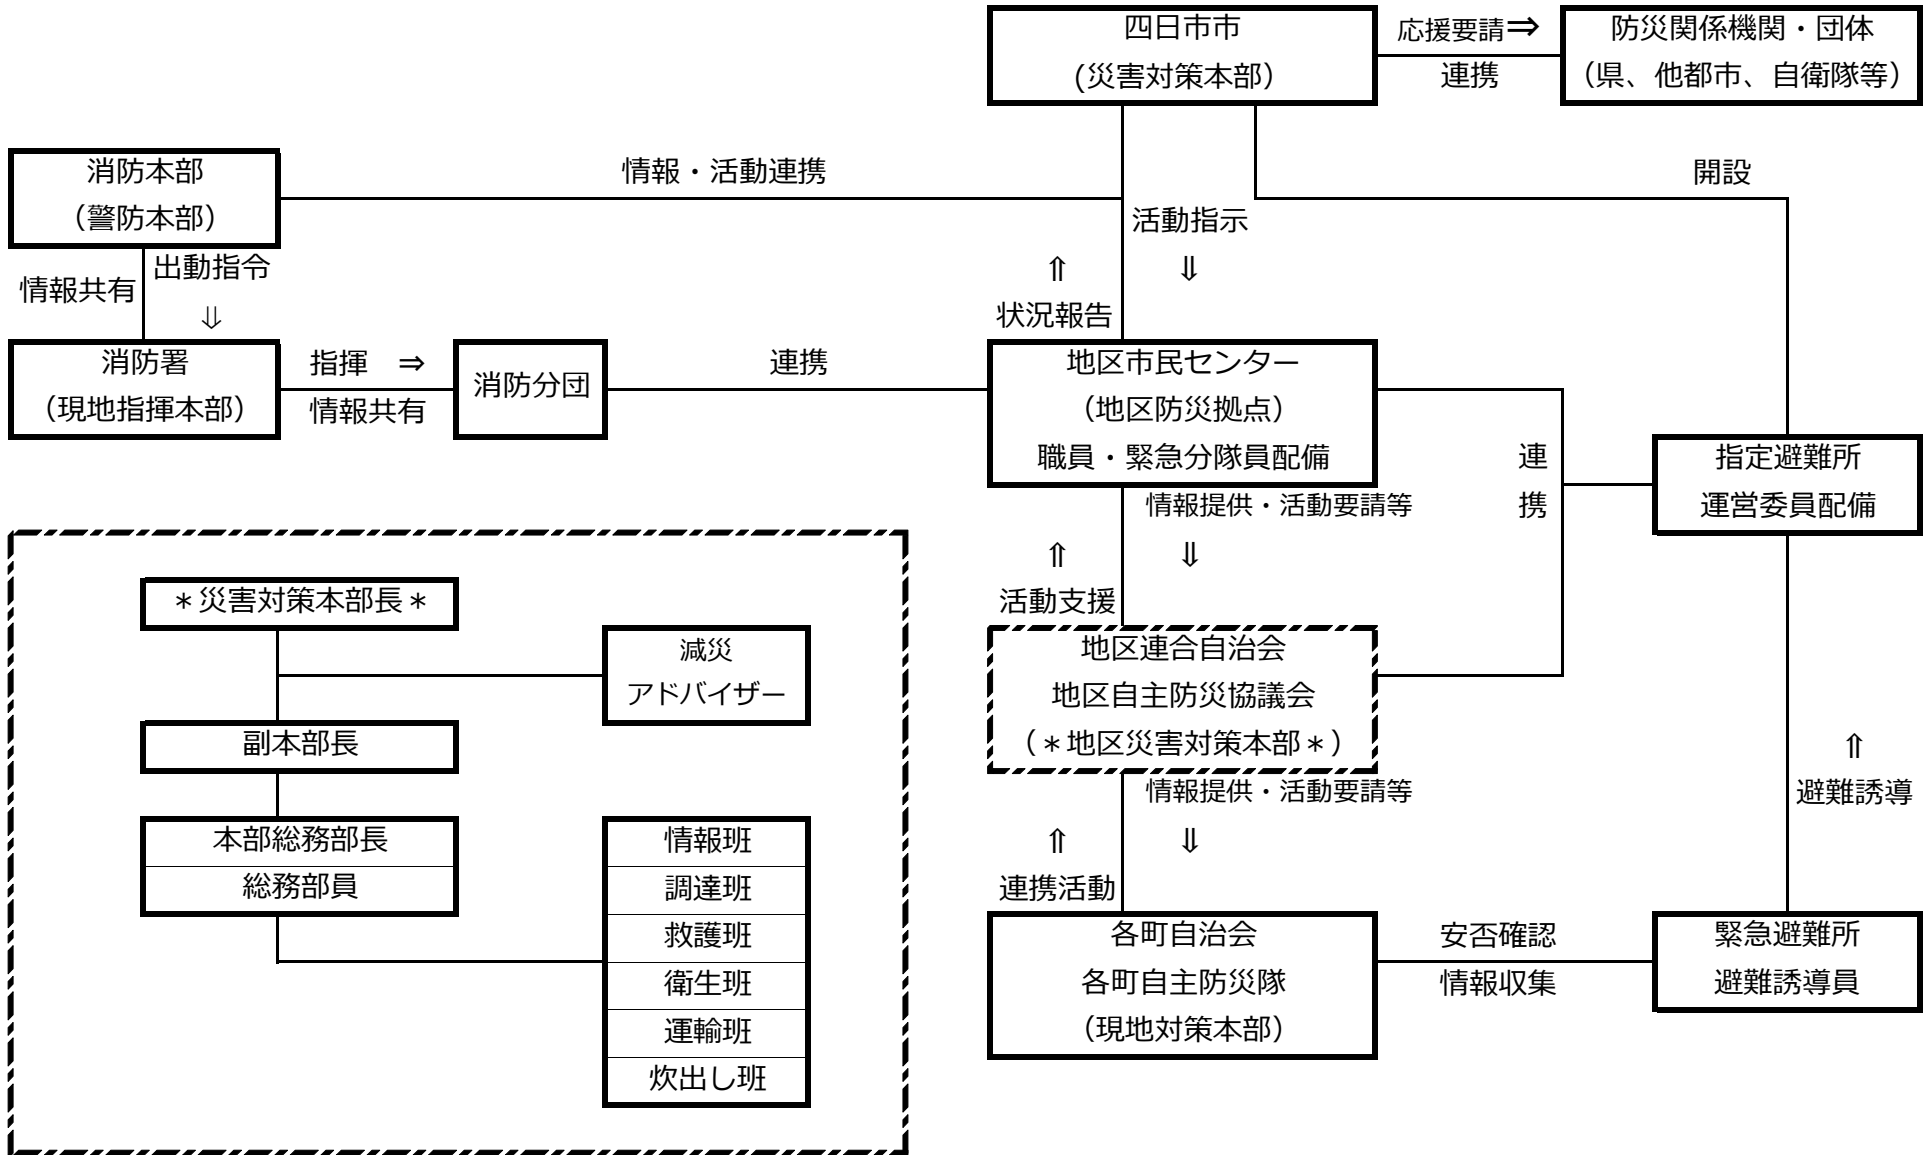 四日市市
(災害対策本部）
応援要請⇒
連携
防災関係機関・団体
（県、他都市、自衛隊等）
消防本部
（警防本部）
情報・活動連携
開設
活動指示
⇓
⇑
状況報告
情報共有
出動指令
⇓
消防署
（現地指揮本部）
指揮　⇒
情報共有
消防分団
連携
地区市民センター
（地区防災拠点）
職員・緊急分隊員配備
連
携
指定避難所
運営委員配備
情報提供・活動要請等
⇓
⇑
活動支援
地区連合自治会
地区自主防災協議会
（＊地区災害対策本部＊）
情報提供・活動要請等
⇓
⇑
連携活動
⇑
避難誘導
各町自治会
各町自主防災隊
（現地対策本部）
安否確認
情報収集
緊急避難所
避難誘導員
＊災害対策本部長＊
減災
アドバイザー
副本部長
本部総務部長
総務部員
情報班
調達班
救護班
衛生班
運輸班
炊出し班